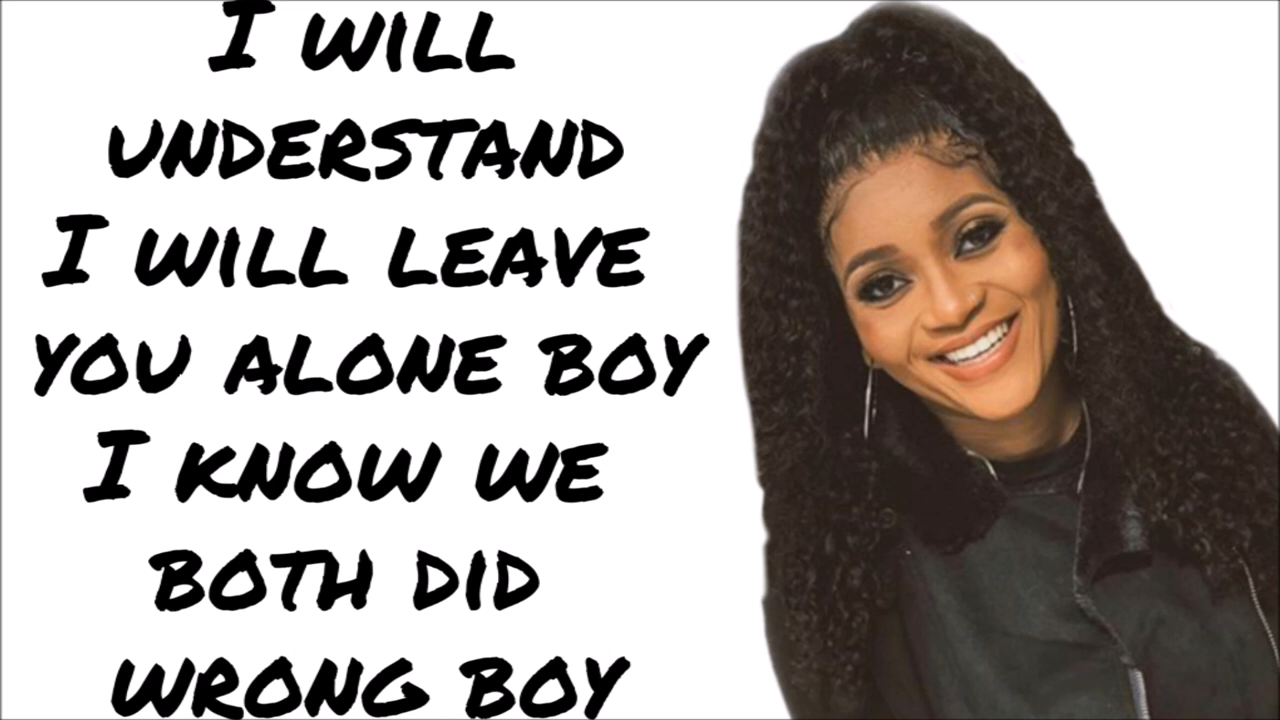 I WILL
UNDERSTAND
I WILL LEAVE
YOU ALONE BOY
I KNOW WE
BOTH DID
WRONG BOY